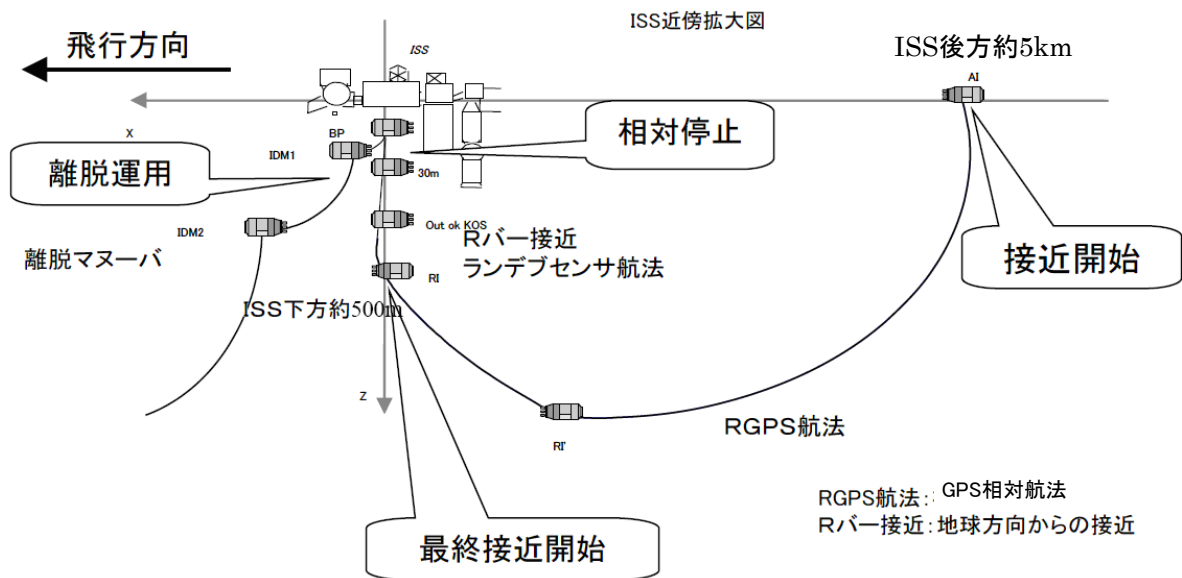 ISS近傍拡大図
飛行方向
ISS
ISS後方約5km
AI
X
BP
相対停止
IDM1
離脱運用
30m
IDM2
Out ok KOS
Rバー接近
ランデブセンサ航法
接近開始
離脱マヌーバ
RI
ISS下方約500m
Z
RI'
RGPS航法
RGPS航法: GPS相対航法
Rバー接近:地球方向からの接近
最終接近開始